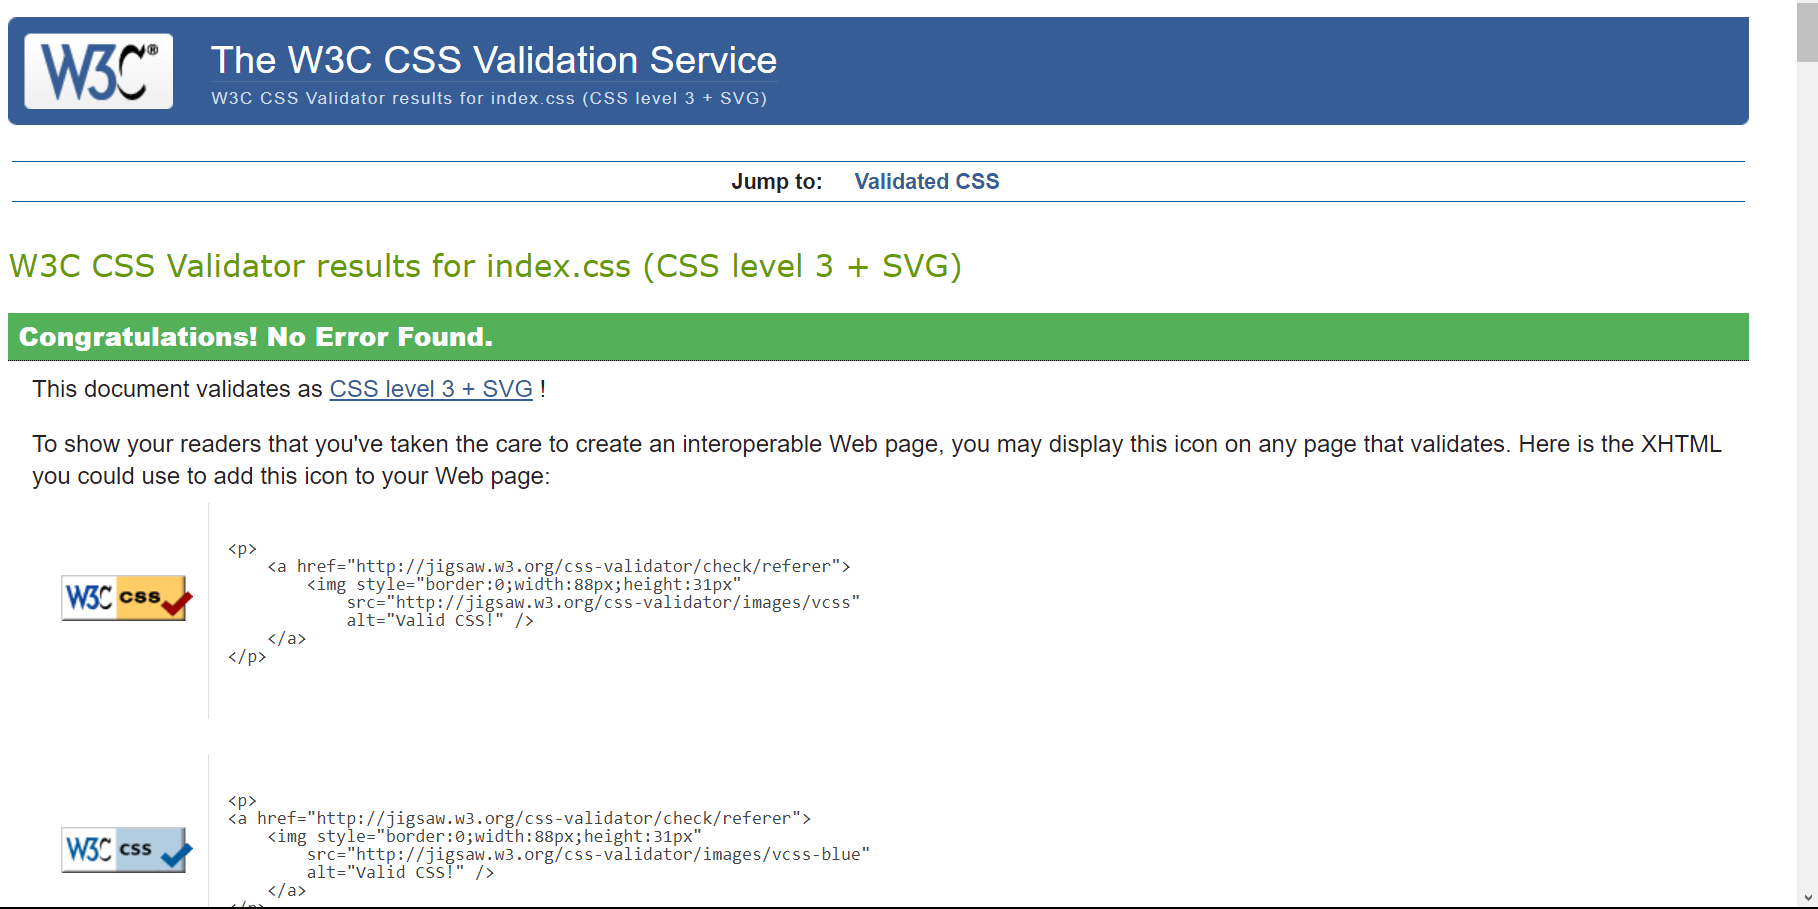 W3C®
The W3C CSS Validation Service
W3C CSS Validator results for index.css (CSS level 3 + SVG)
Jump to: Validated CSS
W3C CSS Validator results for index.css (CSS level 3 + SVG)
Congratulations! No Error Found.
This document validates as CSS level 3 + SVG !
To show your readers that you've taken the care to create an interoperable Web page, you may display this icon on any page that validates. Here is the XHTML
you could use to add this icon to your Web page:
W3C css
<p>
    <a href="http://jigsaw.w3.org/css-validator/check/referer">
        <img style="border:0;width:88px;height:31px"
            src="http://jigsaw.w3.org/css-validator/images/vcss"
            alt="Valid CSS!" />
    </a>
</p>
W3C css
<p>
<a href="http://jigsaw.w3.org/css-validator/check/referer">
    <img style="border:0;width:88px;height:31px"
        src="http://jigsaw.w3.org/css-validator/images/vcss-blue"
        alt="Valid CSS!" />
    </a>